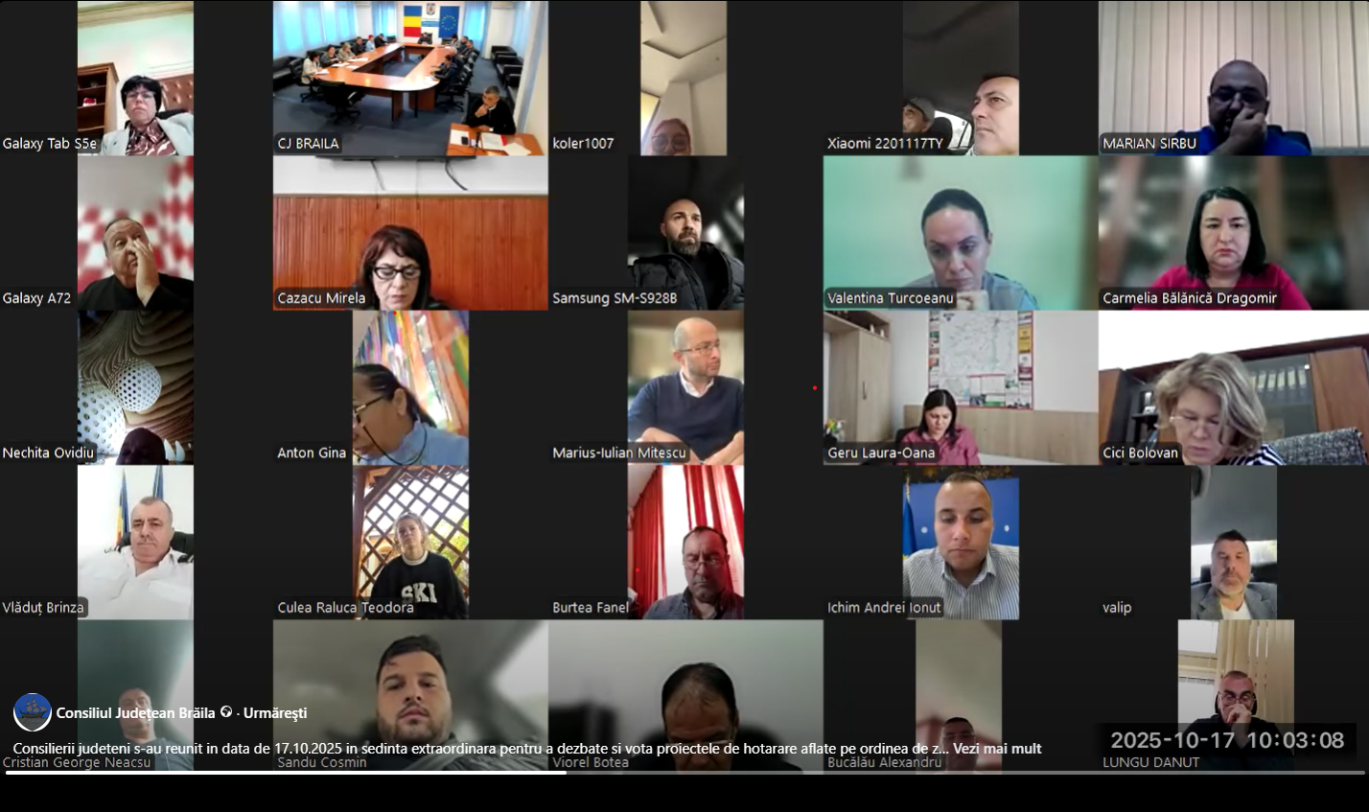 Galaxy Tab S5e
CJ BRAILA
koler1007
Xiaomi 2201117TY
MARIAN SIRBU
Galaxy A72
Cazacu Mirela
Samsung SM-S928B
Valentina Turcoeanu
Carmelia Bălănică Dragomir
Nechita Ovidiu
Anton Gina
Marius-Iulian Mitescu
Geru Laura-Oana
Cici Bolovan
SKI
Vlăduț Brinza
Culea Raluca Teodora
Burtea Fanel
Ichim Andrei Ionut
valip
Consiliul Județean Brăila · Urmărești
Consilierii judeteni s-au reunit in data de 17.10.2025 in sedinta extraordinara pentru a dezbate si vota proiectele de hotarare aflate pe ordinea de z... Vezi mai mult
2025-10-17 10:03:08
Cristian George Neacsu
Sandu Cosmin
Viorel Botea
Bucălău Alexandru
LUNGU DANUT